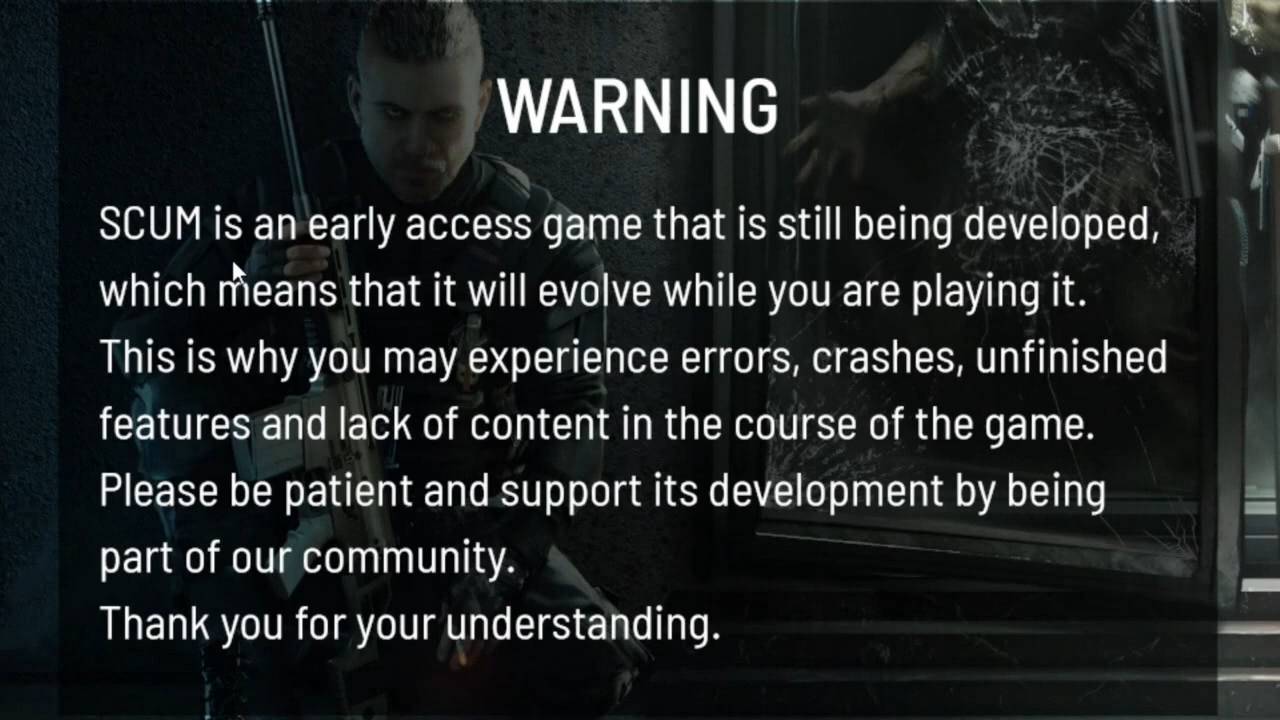 WARNING
SCUM is an early access game that is still being developed,
which means that it will evolve while you are playing it.
This is why you may experience errors, crashes, unfinished
features and lack of content in the course of the game.
Please be patient and support its development by being
part of our community.
Thank you for your understanding.